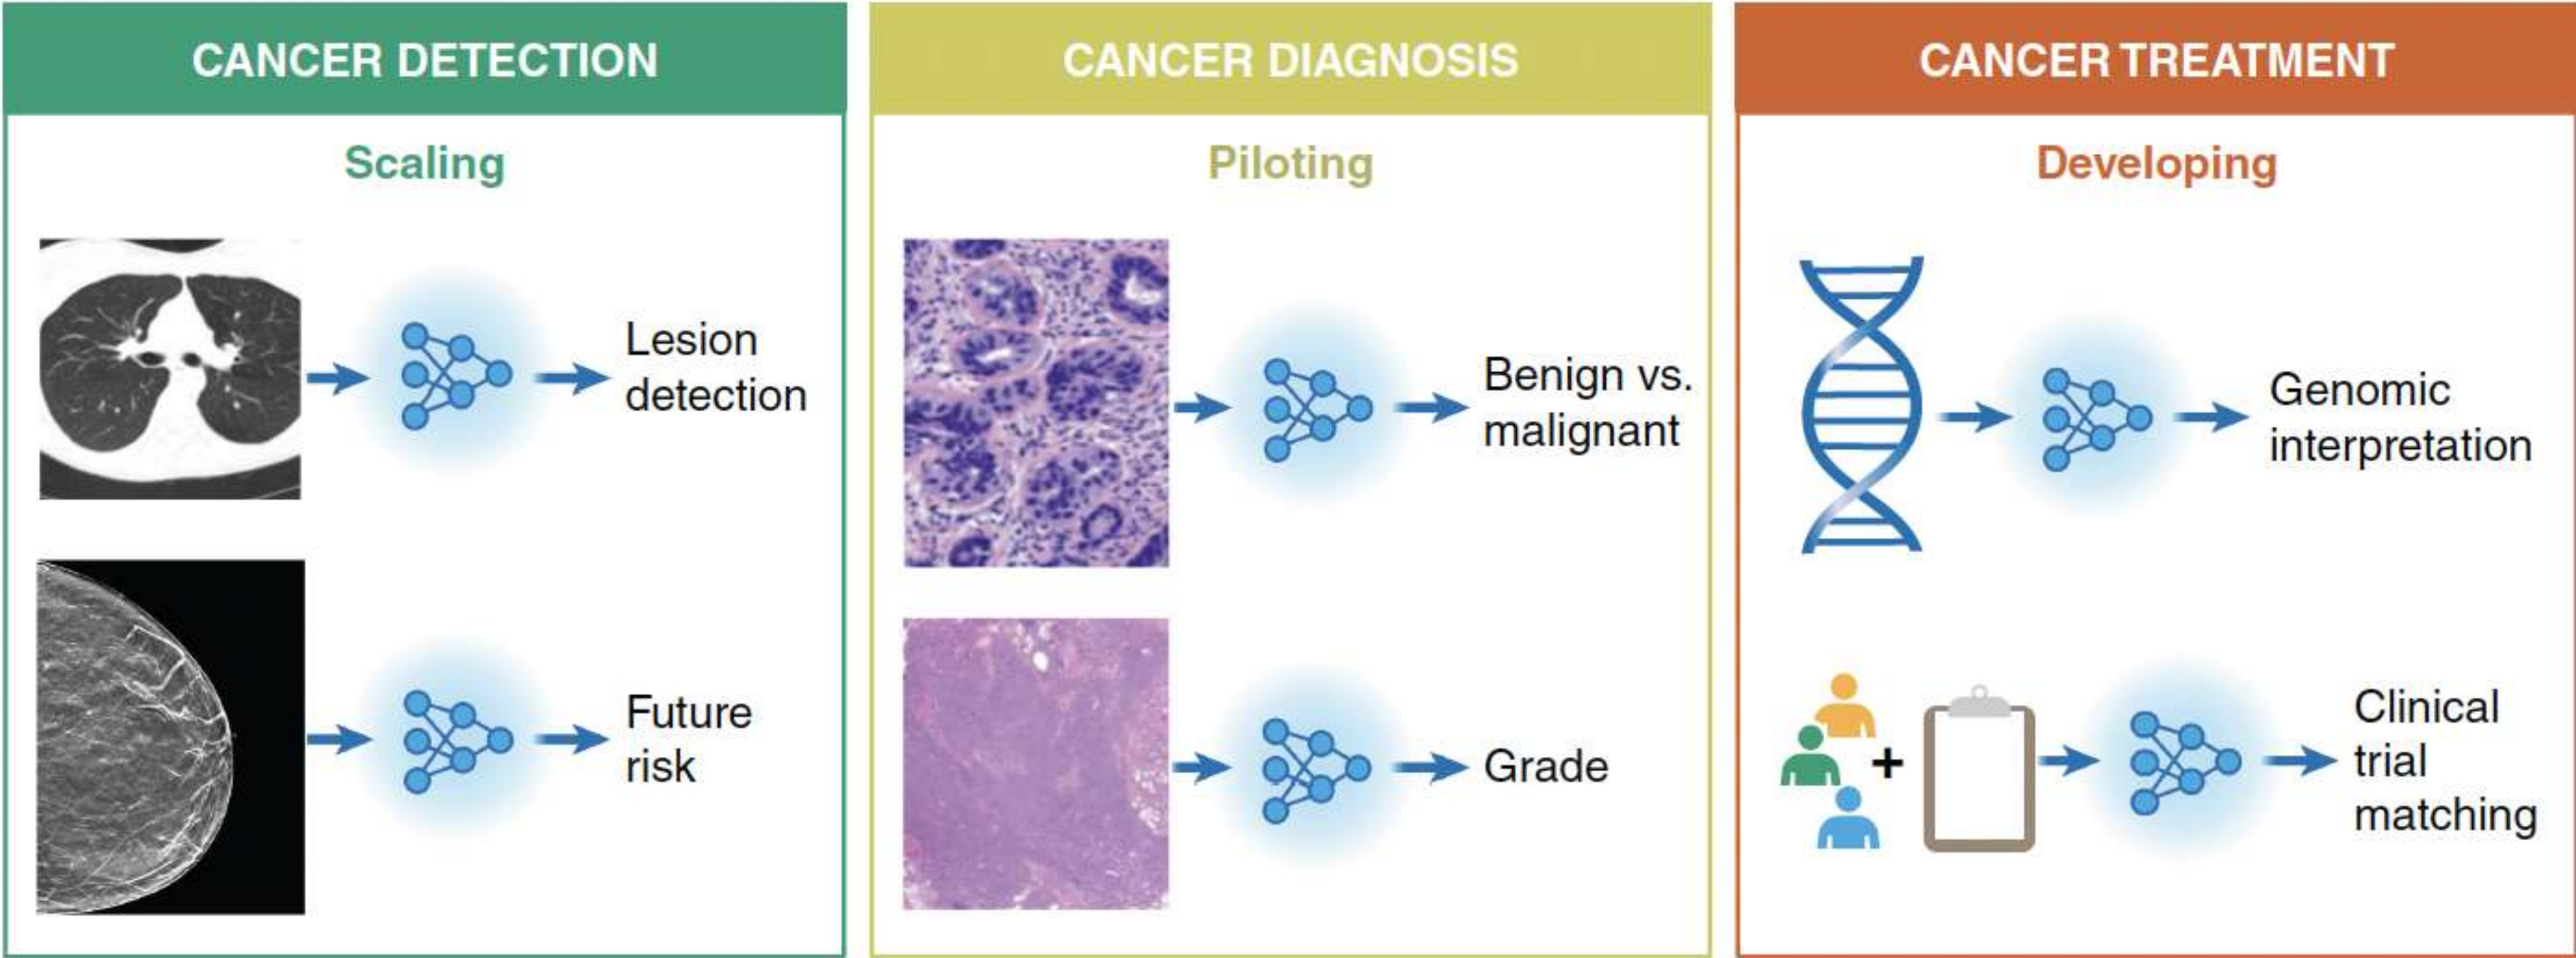 CANCER DETECTION
Scaling
Lesion
detection
Future
risk
CANCER DIAGNOSIS
Piloting
Benign vs.
malignant
Grade
CANCER TREATMENT
Developing
Genomic
interpretation
+
Clinical
trial
matching